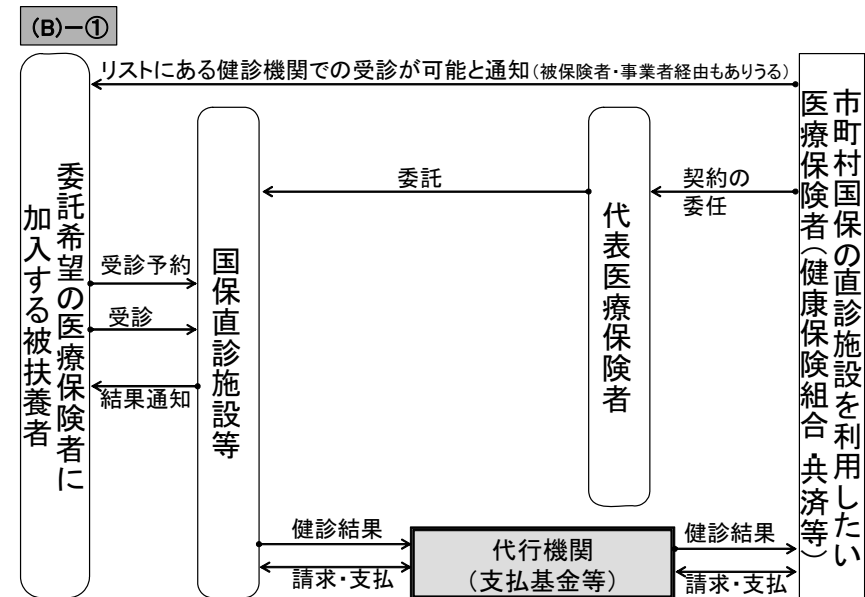 (B)-①
リストにある健診機関での受診が可能と通知(被保険者・事業者経由もありうる)
委託希望の医療保険者に
加入する被扶養者
受診予約
受診
結果通知
国保直診施設等
委託
代表医療保険者
契約の
委任
市町村国保の直診施設を利用したい
医療保険者(健康保険組合・共済等)
健診結果
請求・支払
代行機関
(支払基金等)
健診結果
請求・支払